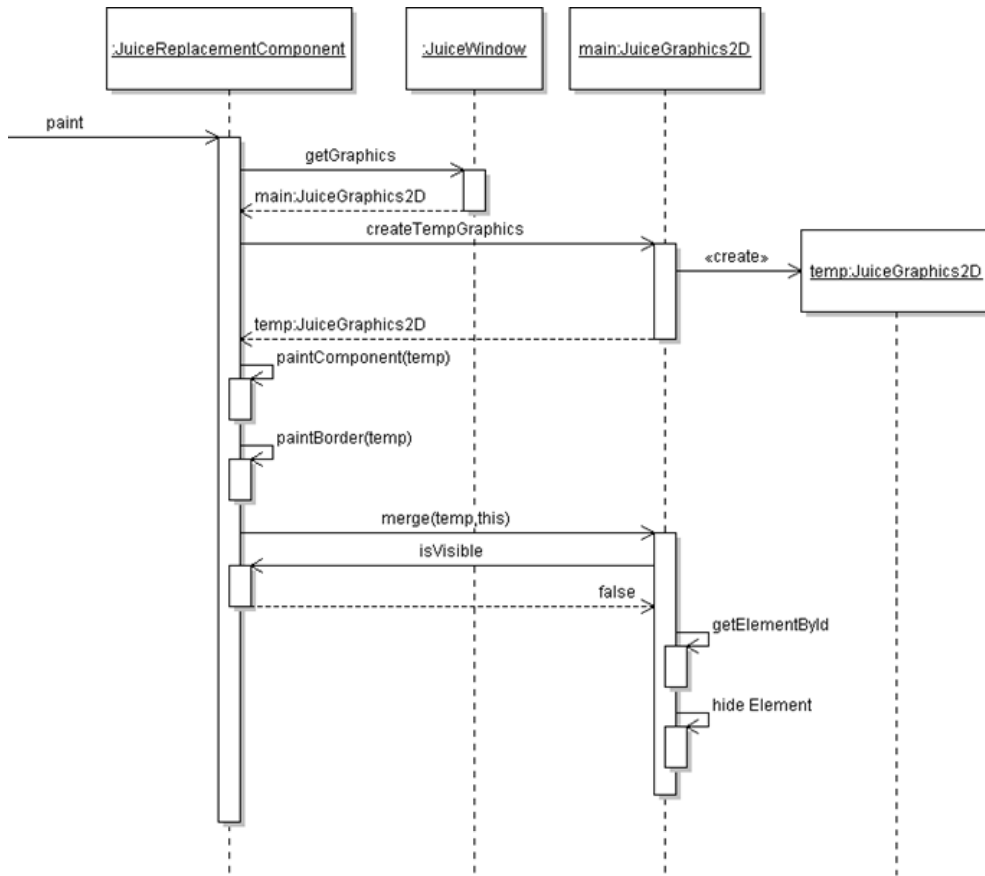 :JuiceReplacementComponent
:JuiceWindow
main:JuiceGraphics2D
paint
getGraphics
main:JuiceGraphics2D
createTempGraphics
«create»
temp:JuiceGraphics2D
temp:JuiceGraphics2D
paintComponent(temp)
paintBorder(temp)
merge(temp,this)
isVisible
false
getElementById
hide Element